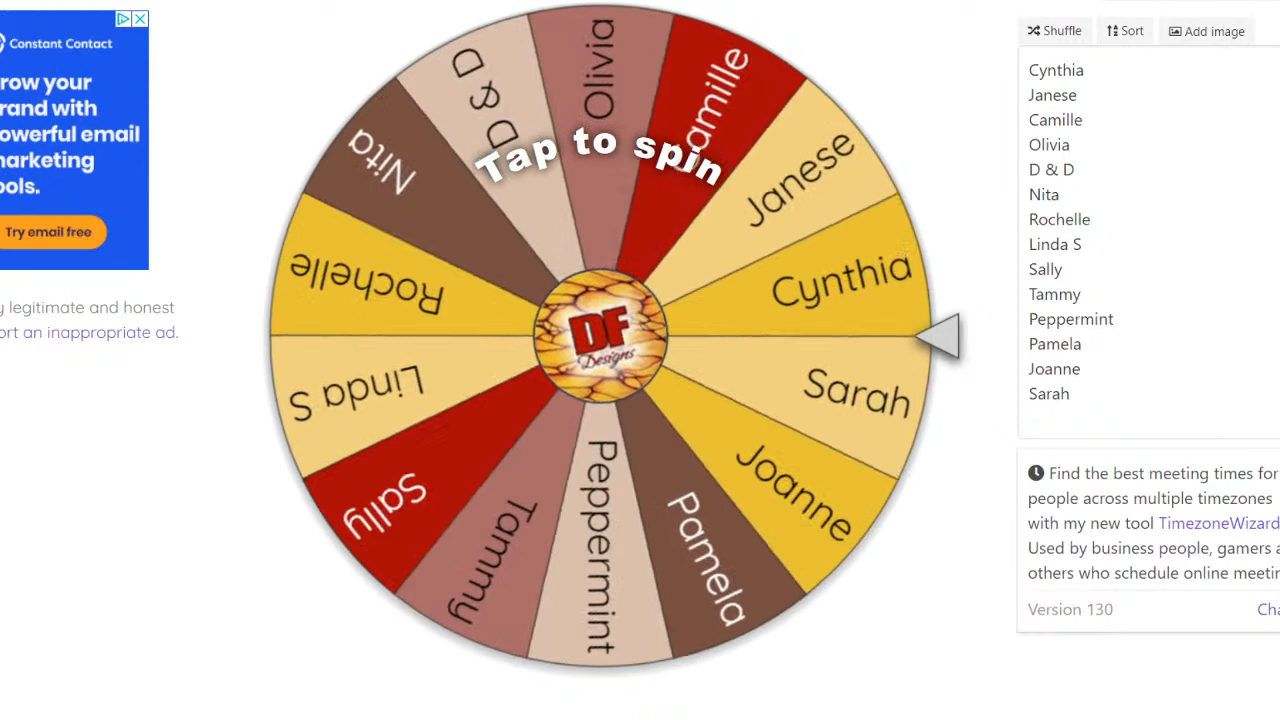 Constant Contact
row your
rand with
owerful email
marketing
ools.
Try email free
y legitimate and honest
ort an inappropriate ad.
Tap to spin
Olivia
Camille
Janese
Cynthia
Sarah
Joanne
Pamela
Peppermint
Tammy
Sally
Linda S
Rochelle
Nita
D & D
DF
Designs
Shuffle
Sort
Add image
Cynthia
Janese
Camille
Olivia
D & D
Nita
Rochelle
Linda S
Sally
Tammy
Peppermint
Pamela
Joanne
Sarah
Find the best meeting times for
people across multiple timezones
with my new tool TimezoneWizard
Used by business people, gamers a
others who schedule online meetin
Version 130
Cha